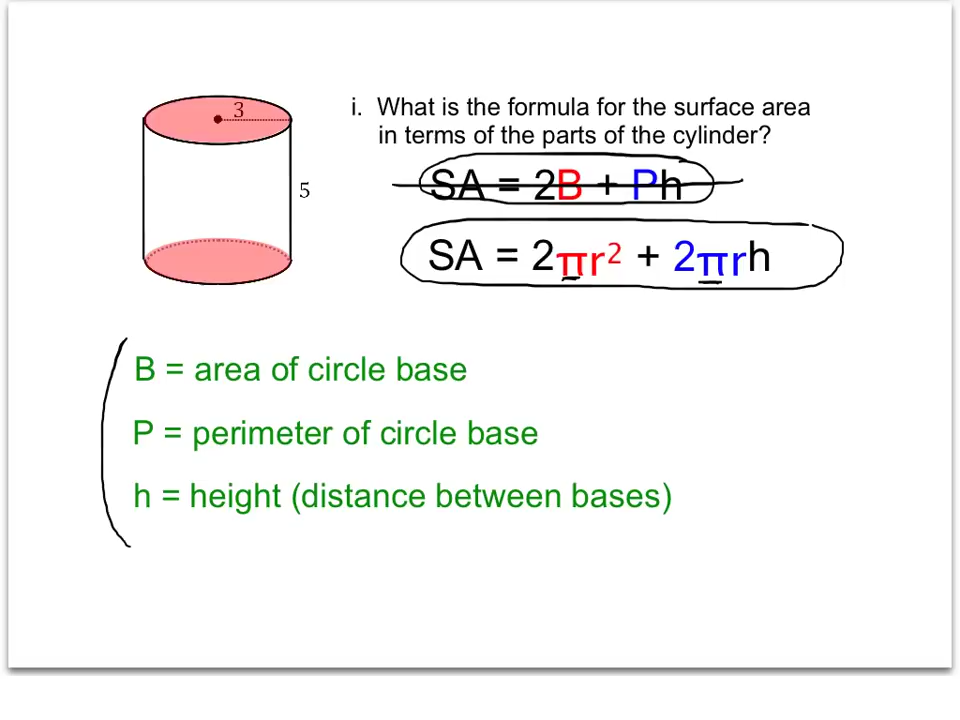 3
5
i. What is the formula for the surface area
in terms of the parts of the cylinder?
SA = 2B + Ph
SA = 2πr² + 2πrh
B = area of circle base
P = perimeter of circle base
h = height (distance between bases)